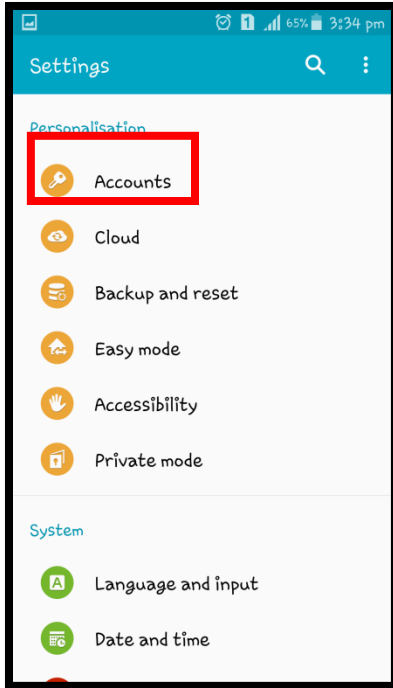 1 65% 3:34 pm
Settings
Personalisation
Accounts
Cloud
Backup and reset
Easy mode
Accessibility
Private mode
System
A Language and input
Date and time